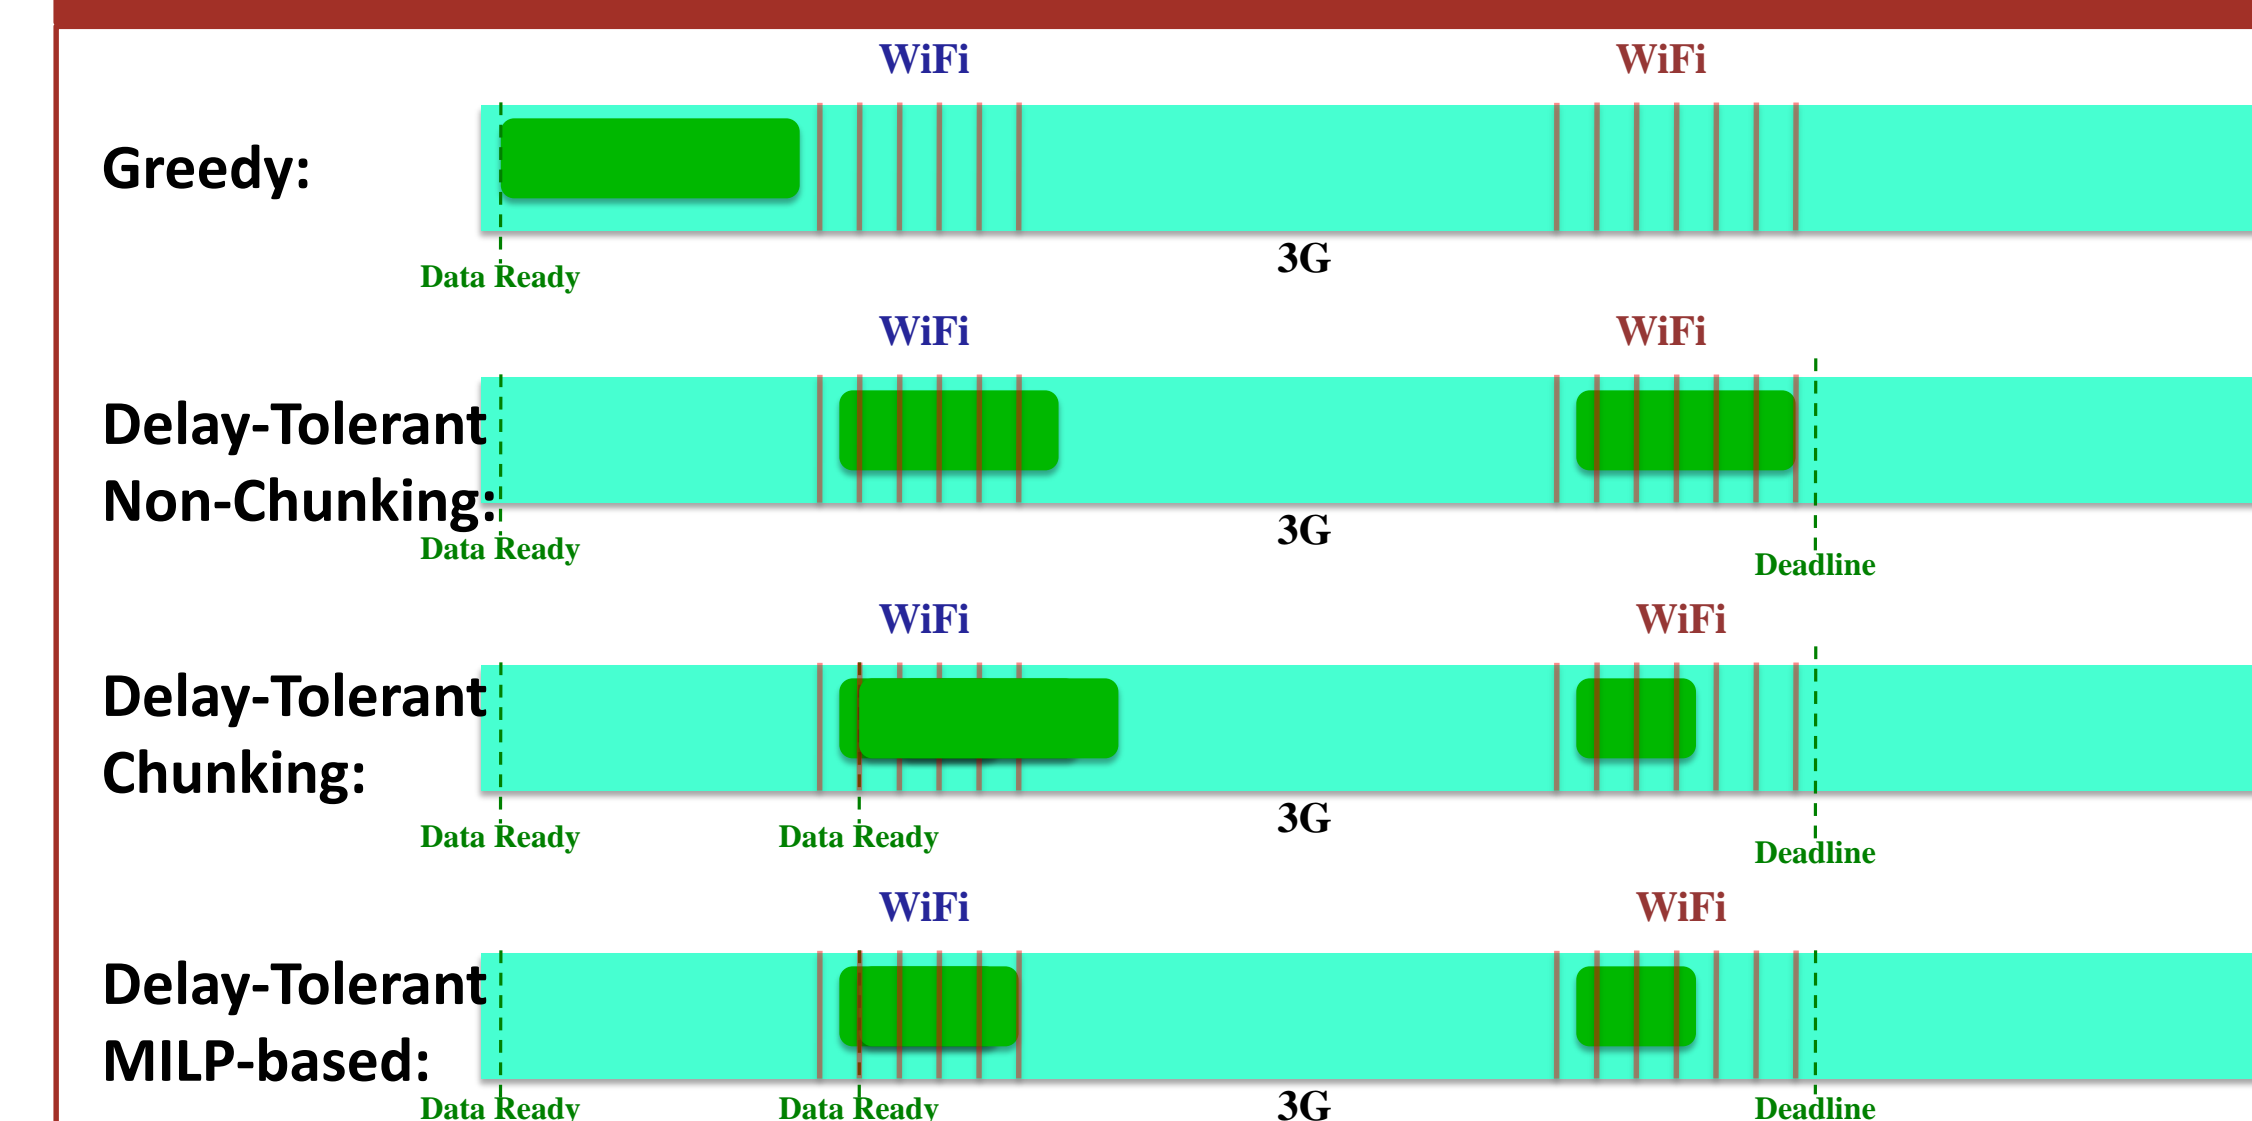 WiFi WiFi
Greedy:
3G
Data Ready
WiFi WiFi
Delay-Tolerant
Non-Chunking:
3G
Data Ready
Deadline
WiFi WiFi
Delay-Tolerant
Chunking:
3G
Data Ready Data Ready
Deadline
WiFi WiFi
Delay-Tolerant
MILP-based:
Data Ready Data Ready 3G Deadline